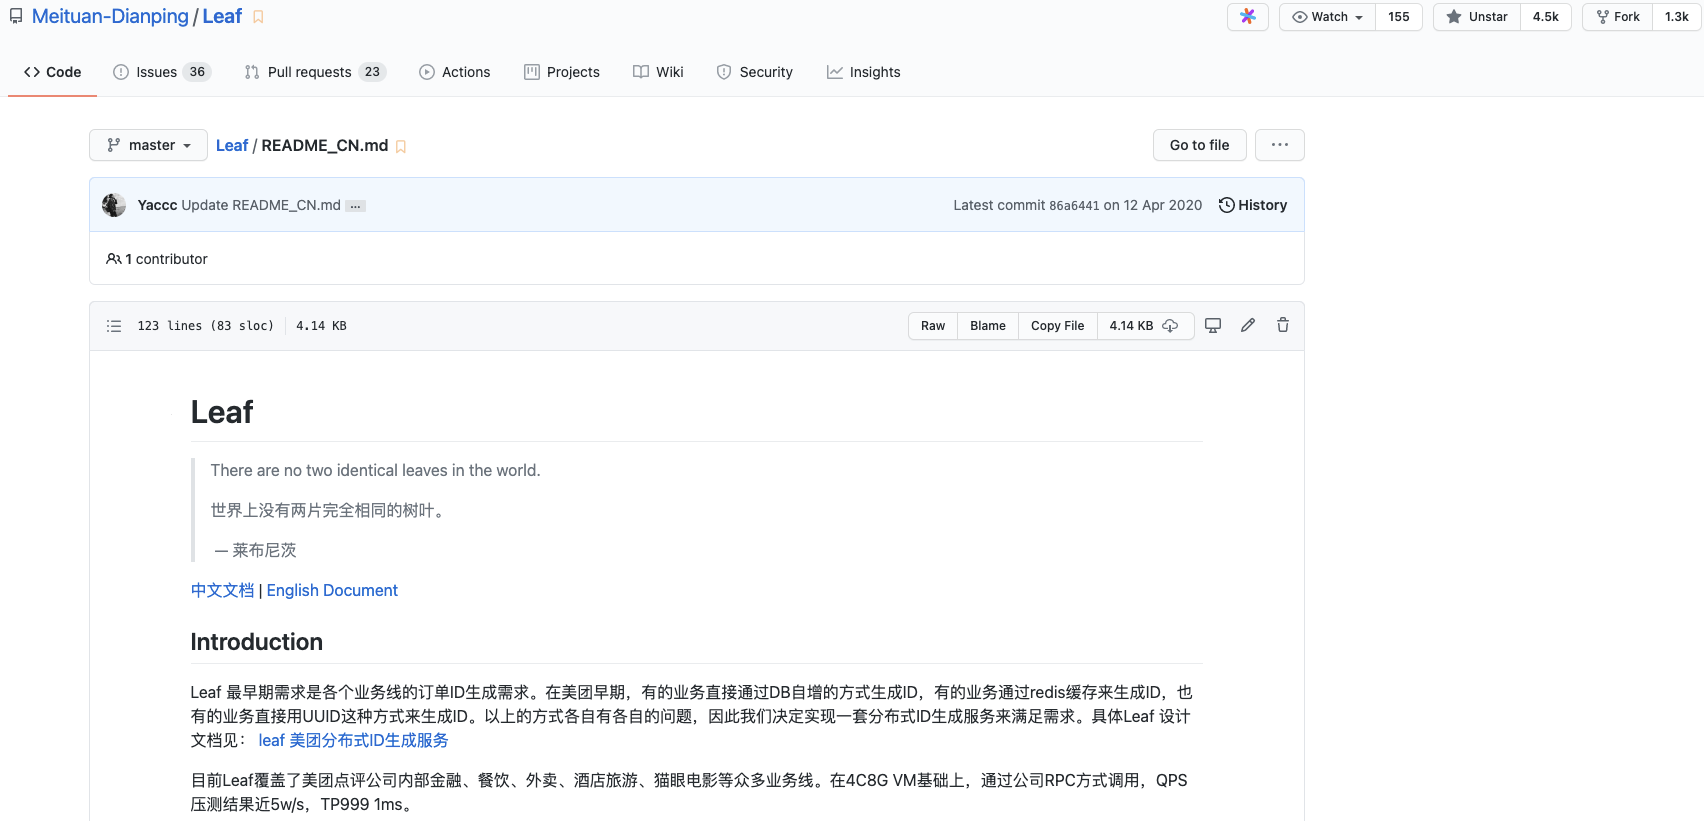 Meituan-Dianping / Leaf
Watch 155 Unstar 4.5k Fork 1.3k
Code Issues 36 Pull requests 23 Actions Projects Wiki Security Insights
master Leaf / README_CN.md Go to file ...
Yaccc Update README_CN.md ... Latest commit 86a6441 on 12 Apr 2020 History
1 contributor
123 lines (83 sloc) 4.14 KB Raw Blame Copy File 4.14 KB
Leaf
There are no two identical leaves in the world.
世界上没有两片完全相同的树叶。
— 莱布尼茨
中文文档 | English Document
Introduction
Leaf 最早期需求是各个业务线的订单ID生成需求。在美团早期，有的业务直接通过DB自增的方式生成ID，有的业务通过redis缓存来生成ID，也
有的业务直接用UUID这种方式来生成ID。以上的方式各自有各自的问题，因此我们决定实现一套分布式ID生成服务来满足需求。具体Leaf 设计
文档见： leaf 美团分布式ID生成服务
目前Leaf覆盖了美团点评公司内部金融、餐饮、外卖、酒店旅游、猫眼电影等众多业务线。在4C8G VM基础上，通过公司RPC方式调用，QPS
压测结果近5w/s，TP999 1ms。